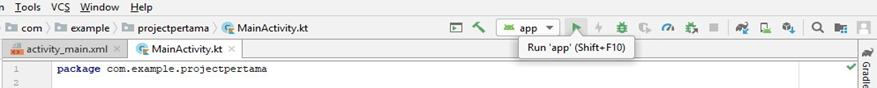 Tools VCS Window Help
com example projectpertama MainActivity.kt app
Run 'app' (Shift+F10)
activity_main.xml MainActivity.kt
1 package com.example.projectpertama
2
Gradle